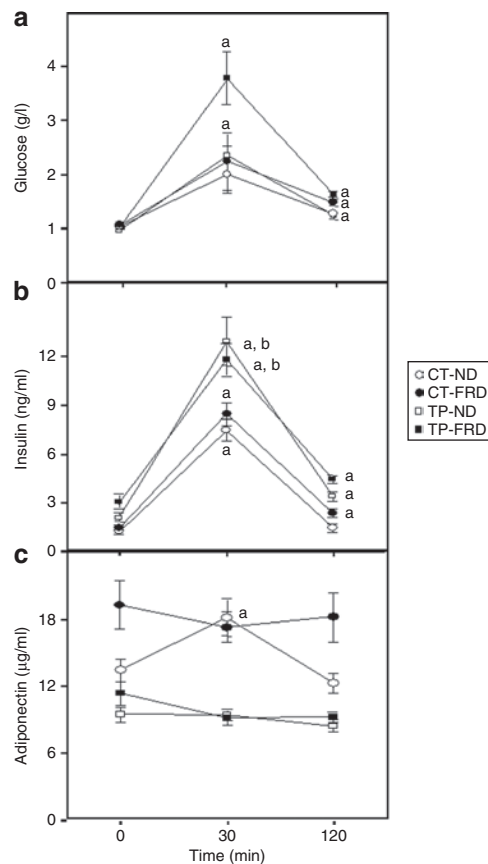 a
Glucose (g/l)
4
3
2
1
0
a
a
a
a
a
b
Insulin (ng/ml)
12
9
6
3
0
a, b
a, b
a
a
a
a
a
c
Adiponectin (µg/ml)
18
12
6
0
a
0
30
120
Time (min)
CT-ND
CT-FRD
TP-ND
TP-FRD